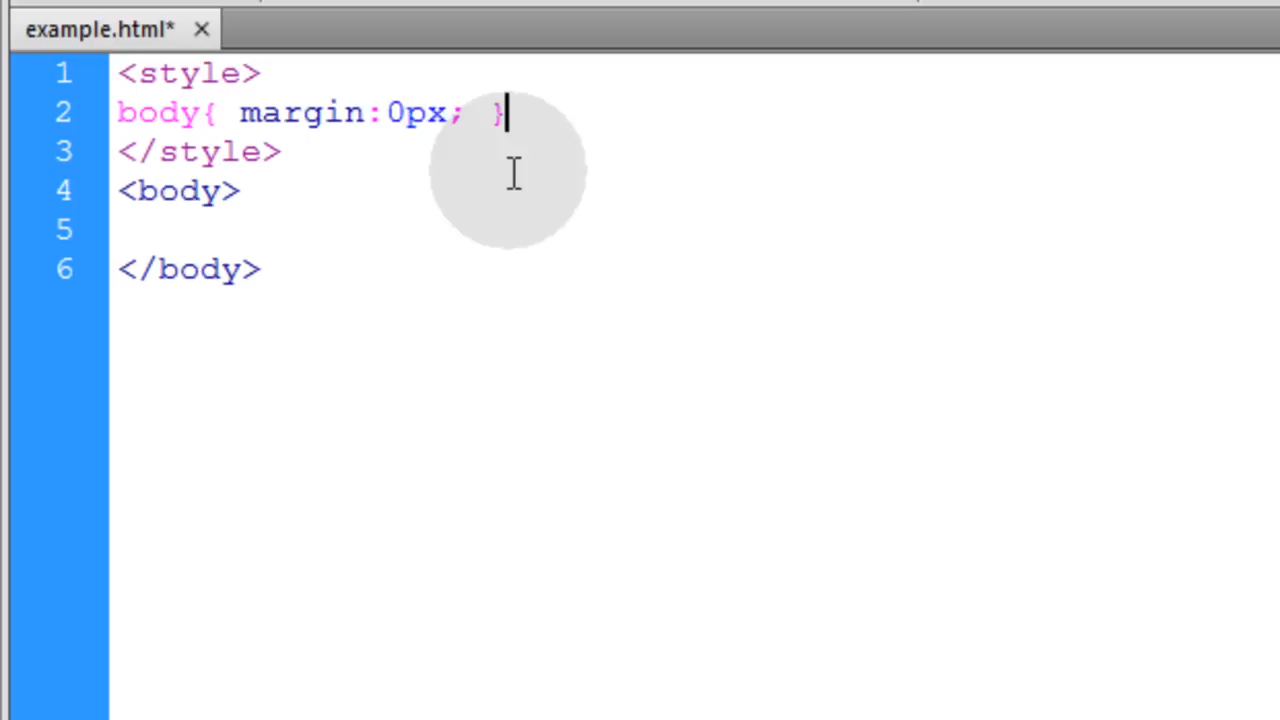 example.html* ×
1 <style>
2 body{ margin:0px; }
3 </style>
4 <body>
5
6 </body>